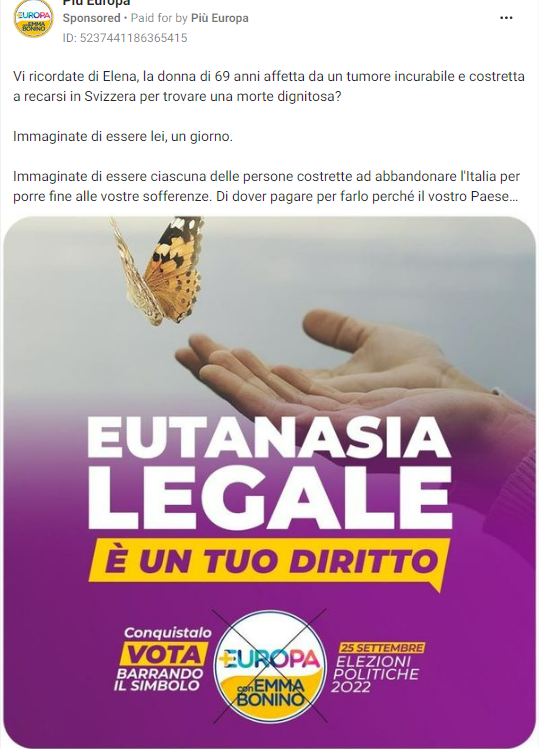 Più Europa
Sponsored • Paid for by Più Europa
ID: 5237441186365415
Vi ricordate di Elena, la donna di 69 anni affetta da un tumore incurabile e costretta
a recarsi in Svizzera per trovare una morte dignitosa?
Immaginate di essere lei, un giorno.
Immaginate di essere ciascuna delle persone costrette ad abbandonare l'Italia per
porre fine alle vostre sofferenze. Di dover pagare per farlo perché il vostro Paese...
EUTANASIA
LEGALE
È UN TUO DIRITTO
Conquistalo
VOTA
BARRANDO
IL SIMBOLO
+EUROPA
con EMMA
BONINO
25 SETTEMBRE
ELEZIONI
POLITICHE
2022